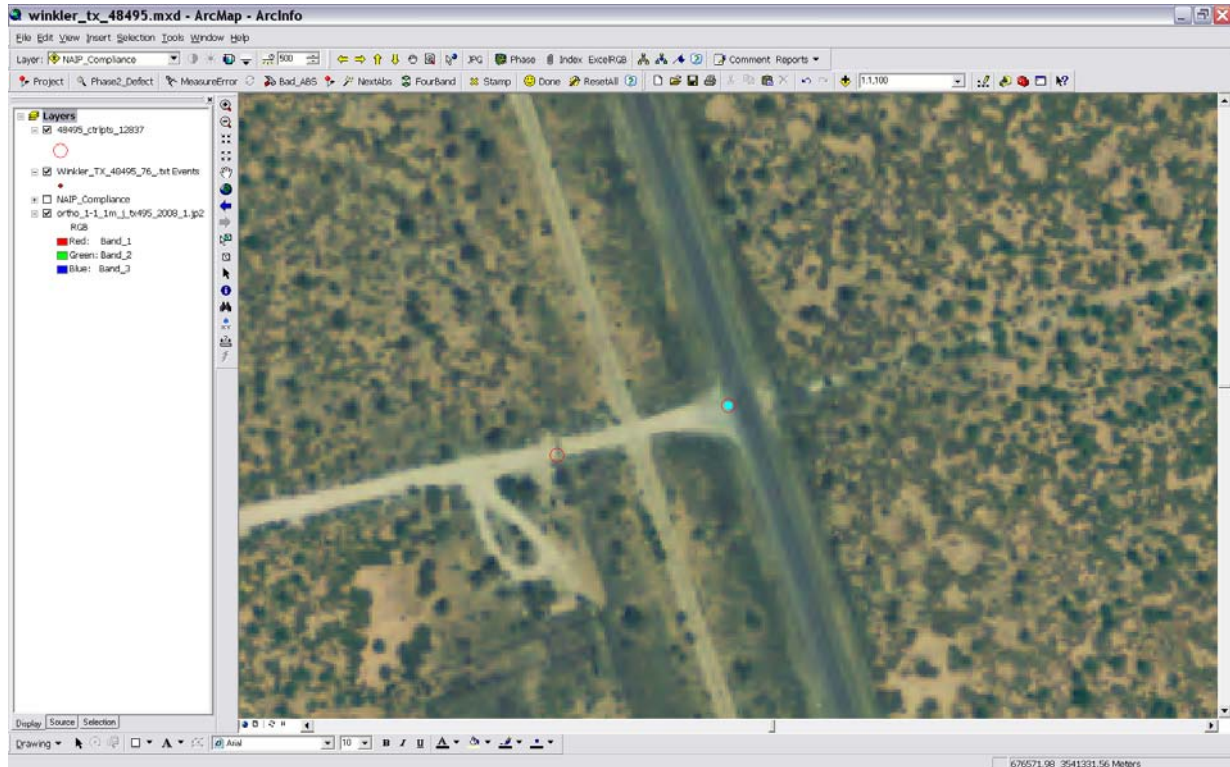 winkler_tx_48495.mxd - ArcMap - ArcInfo
File Edit View Insert Selection Tools Window Help
Layer: NAIP_Compliance 500 JPG Phase Index ExcelRGB Comment Reports
Project Phase2_Defect MeasureError Bad_ABS NextAbs FourBand Stamp Done ResetAll 1:1,100
Layers
48495_ctripts_12837
Winkler_TX_48495_76_.txt Events
NAIP_Compliance
ortho_1-1_1m_j_tx495_2008_1.jp2
RGB
Red: Band_1
Green: Band_2
Blue: Band_3
Display Source Selection
Drawing A Arial 10 B I U A
676571.98 3541331.56 Meters